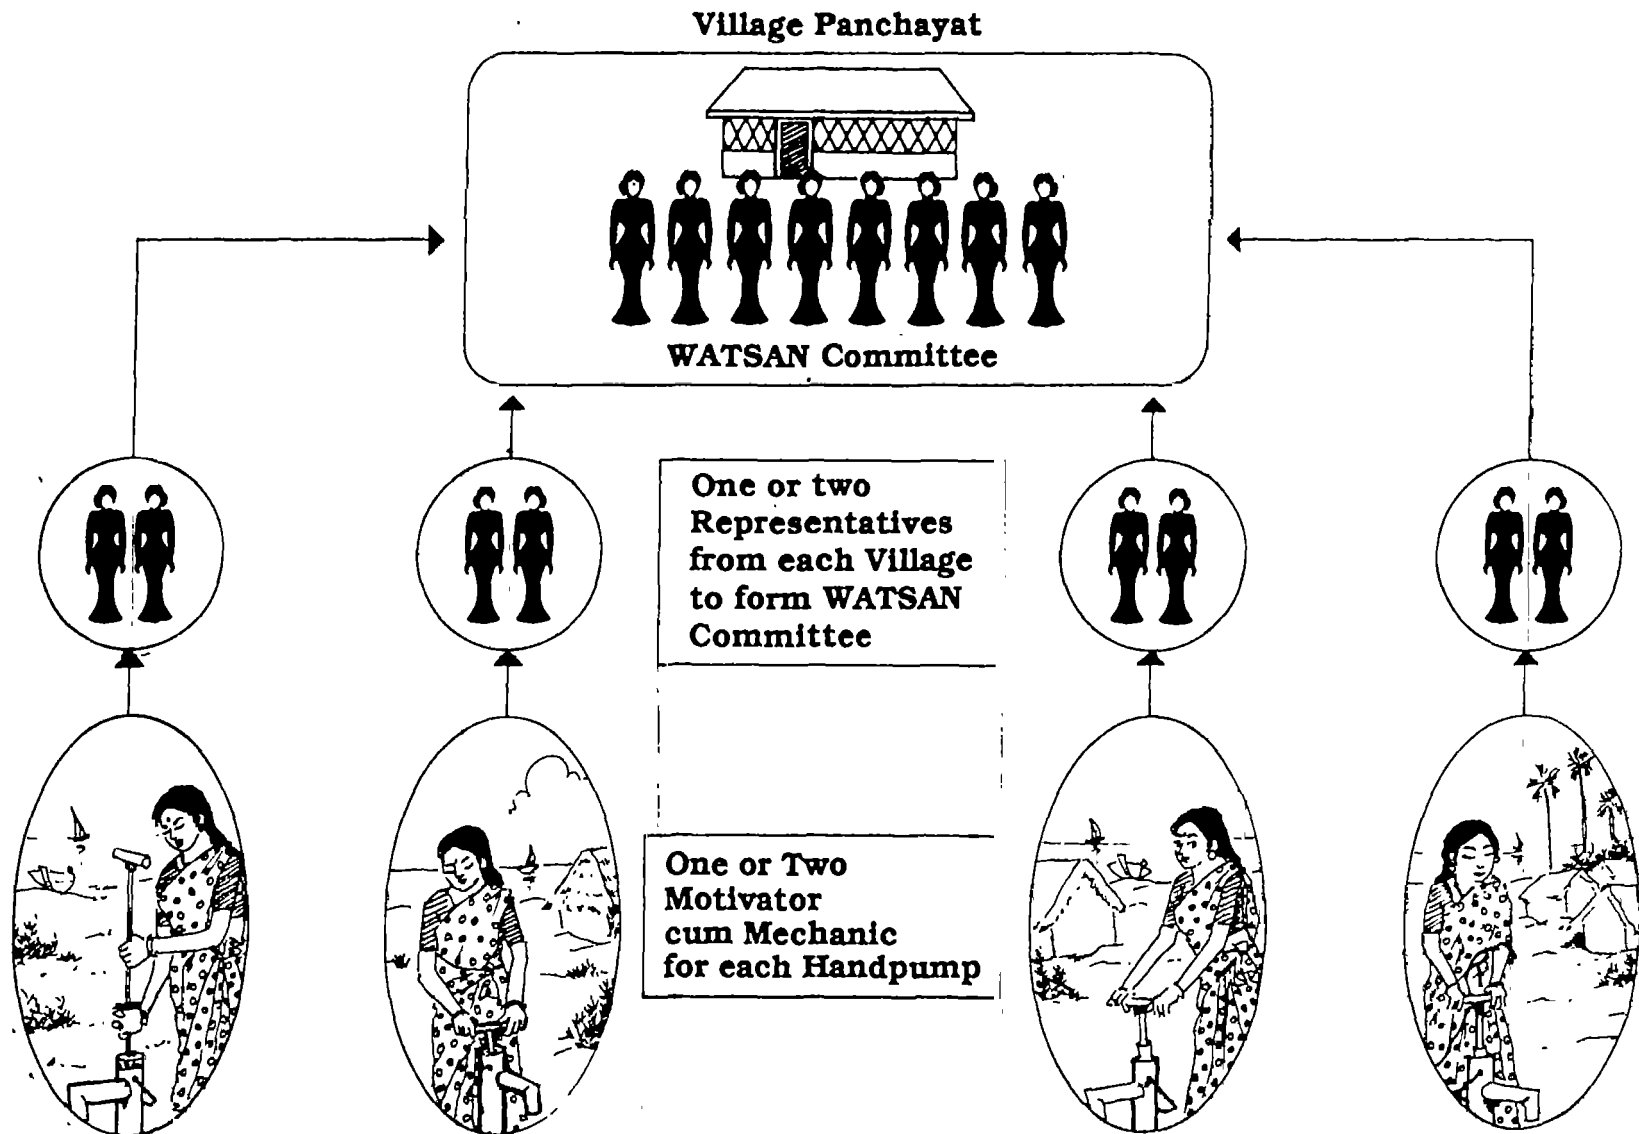 Village Panchayat
WATSAN Committee
One or two
Representatives
from each Village
to form WATSAN
Committee
One or Two
Motivator
cum Mechanic
for each Handpump